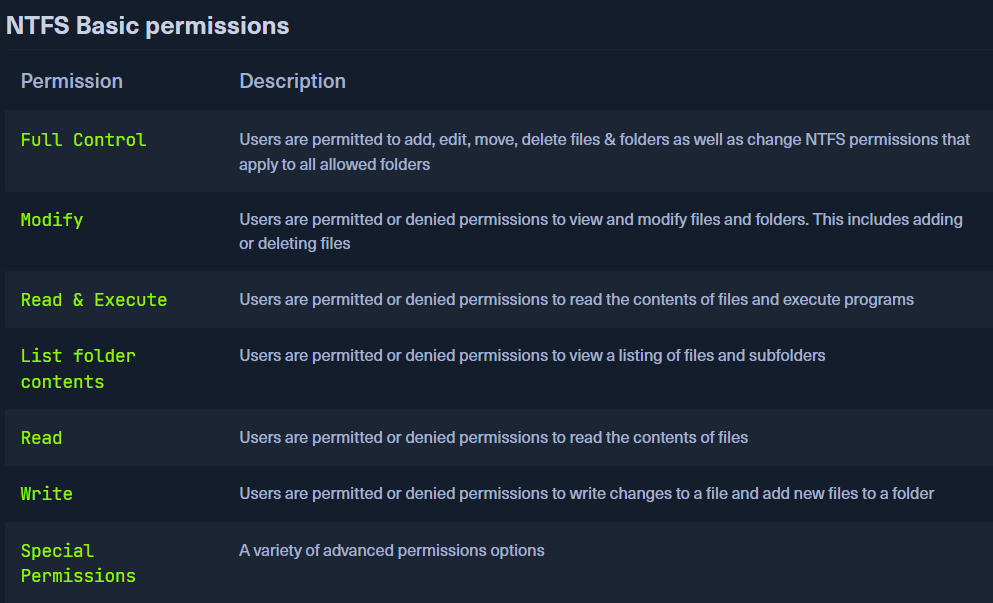 NTFS Basic permissions
Permission Description
Full Control Users are permitted to add, edit, move, delete files & folders as well as change NTFS permissions that
apply to all allowed folders
Modify Users are permitted or denied permissions to view and modify files and folders. This includes adding
or deleting files
Read & Execute Users are permitted or denied permissions to read the contents of files and execute programs
List folder Users are permitted or denied permissions to view a listing of files and subfolders
contents
Read Users are permitted or denied permissions to read the contents of files
Write Users are permitted or denied permissions to write changes to a file and add new files to a folder
Special A variety of advanced permissions options
Permissions